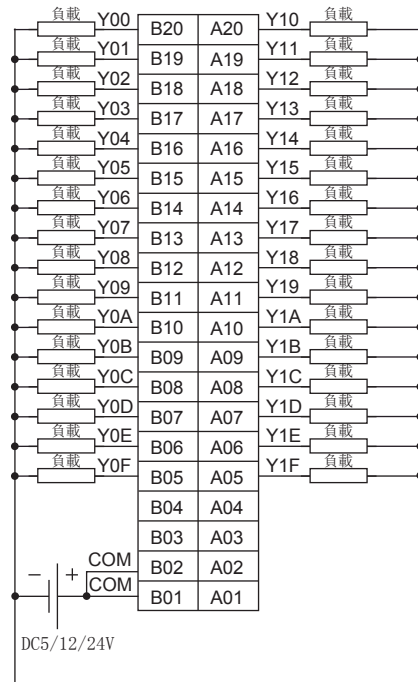 負載 Y00 B20 A20 Y10 負載
負載 Y01 B19 A19 Y11 負載
負載 Y02 B18 A18 Y12 負載
負載 Y03 B17 A17 Y13 負載
負載 Y04 B16 A16 Y14 負載
負載 Y05 B15 A15 Y15 負載
負載 Y06 B14 A14 Y16 負載
負載 Y07 B13 A13 Y17 負載
負載 Y08 B12 A12 Y18 負載
負載 Y09 B11 A11 Y19 負載
負載 Y0A B10 A10 Y1A 負載
負載 Y0B B09 A09 Y1B 負載
負載 Y0C B08 A08 Y1C 負載
負載 Y0D B07 A07 Y1D 負載
負載 Y0E B06 A06 Y1E 負載
負載 Y0F B05 A05 Y1F 負載
B04 A04
B03 A03
COM B02 A02
− + COM B01 A01
DC5/12/24V